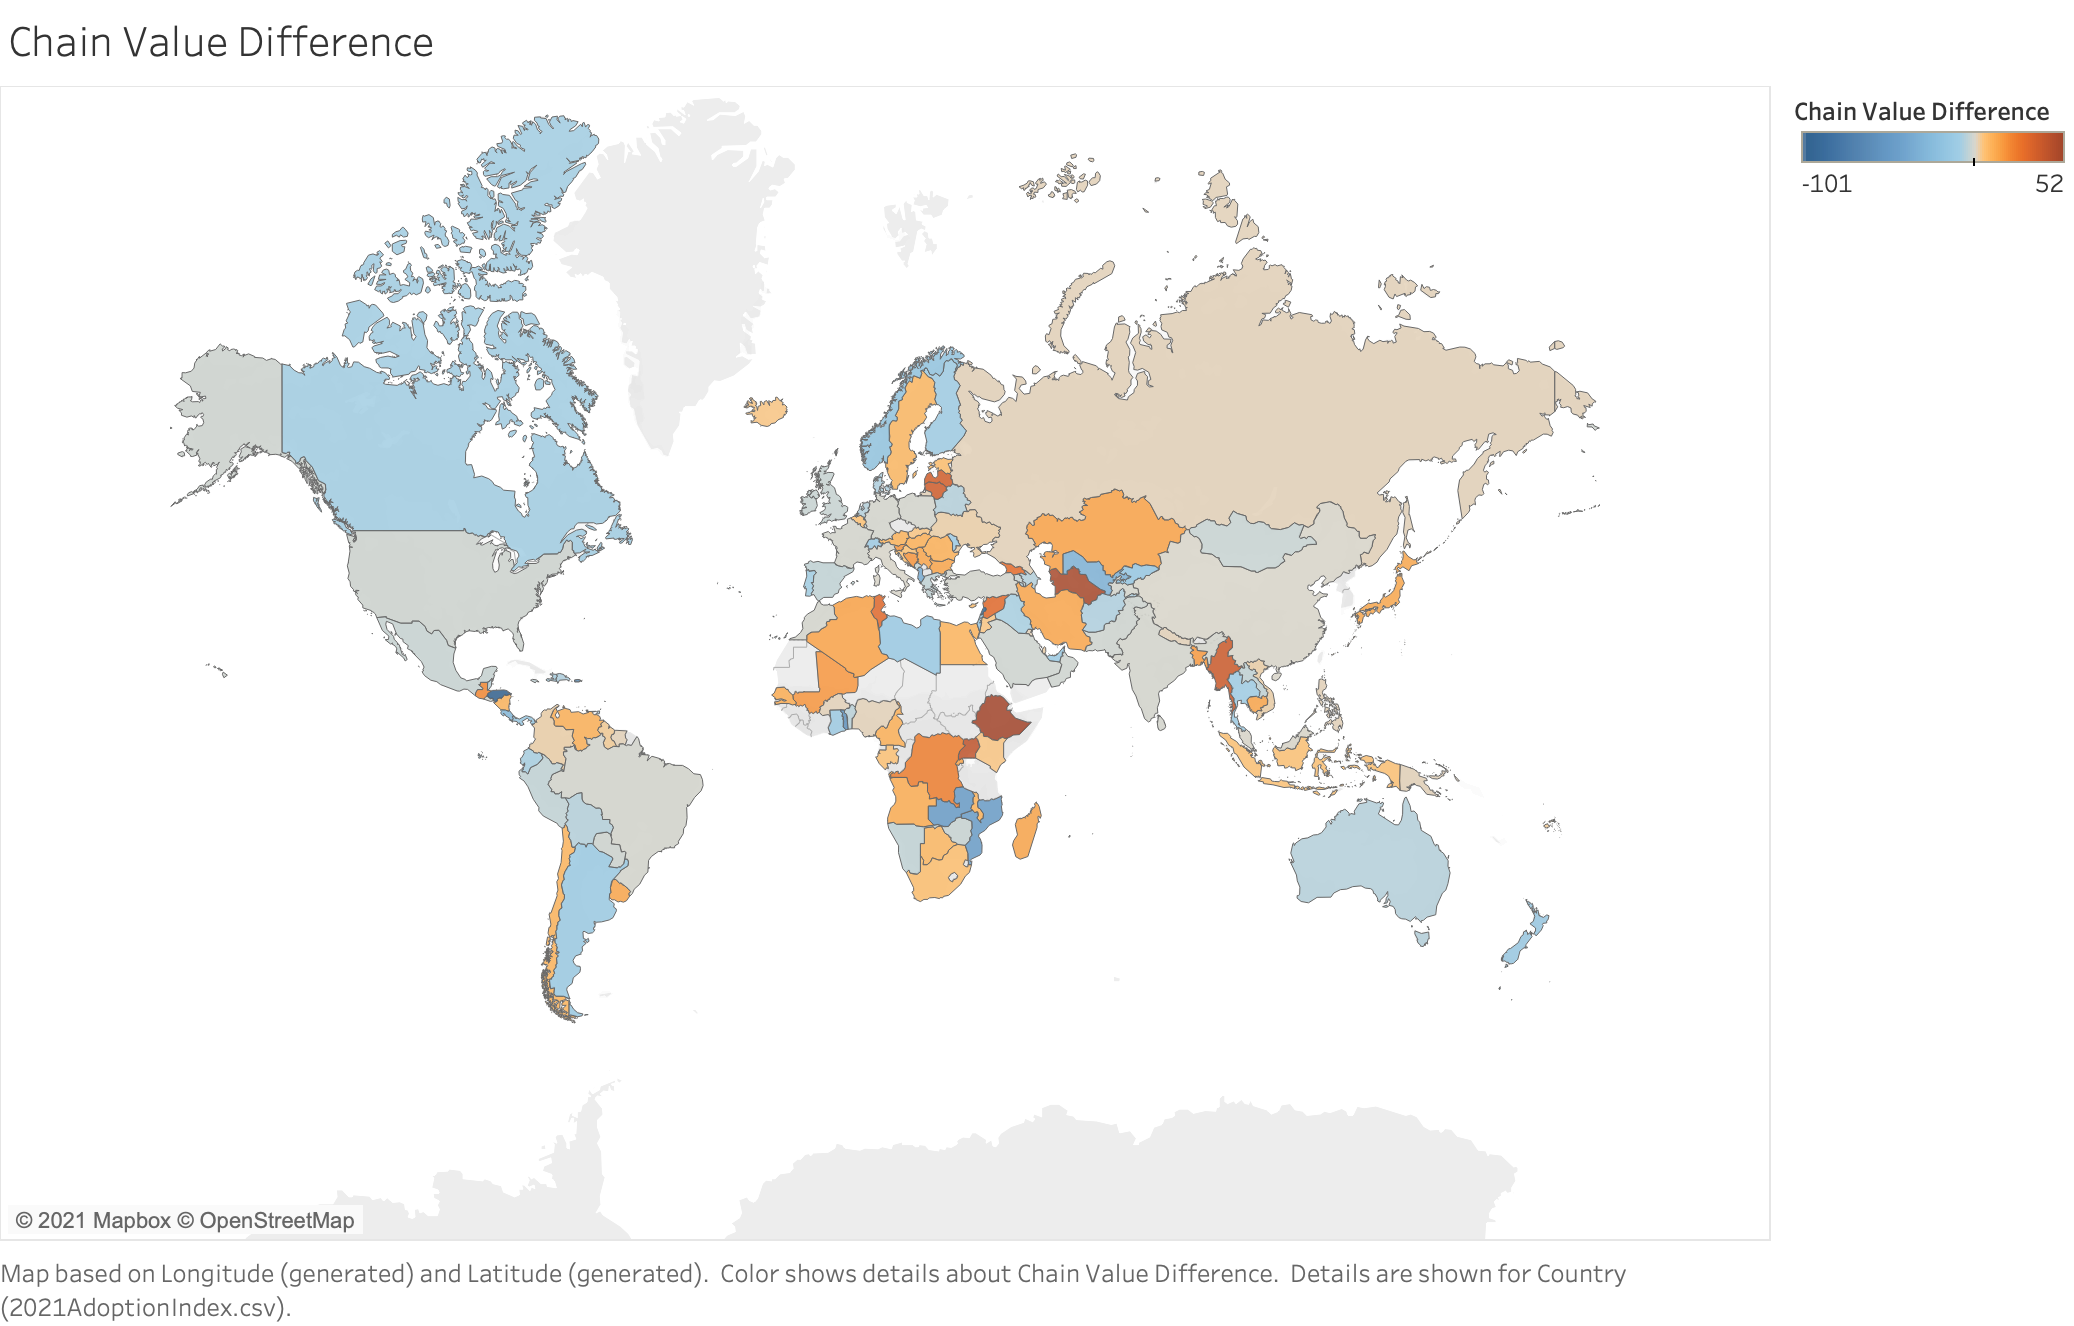 Chain Value Difference
Chain Value Difference
-101 52
© 2021 Mapbox © OpenStreetMap
Map based on Longitude (generated) and Latitude (generated). Color shows details about Chain Value Difference. Details are shown for Country
(2021AdoptionIndex.csv).